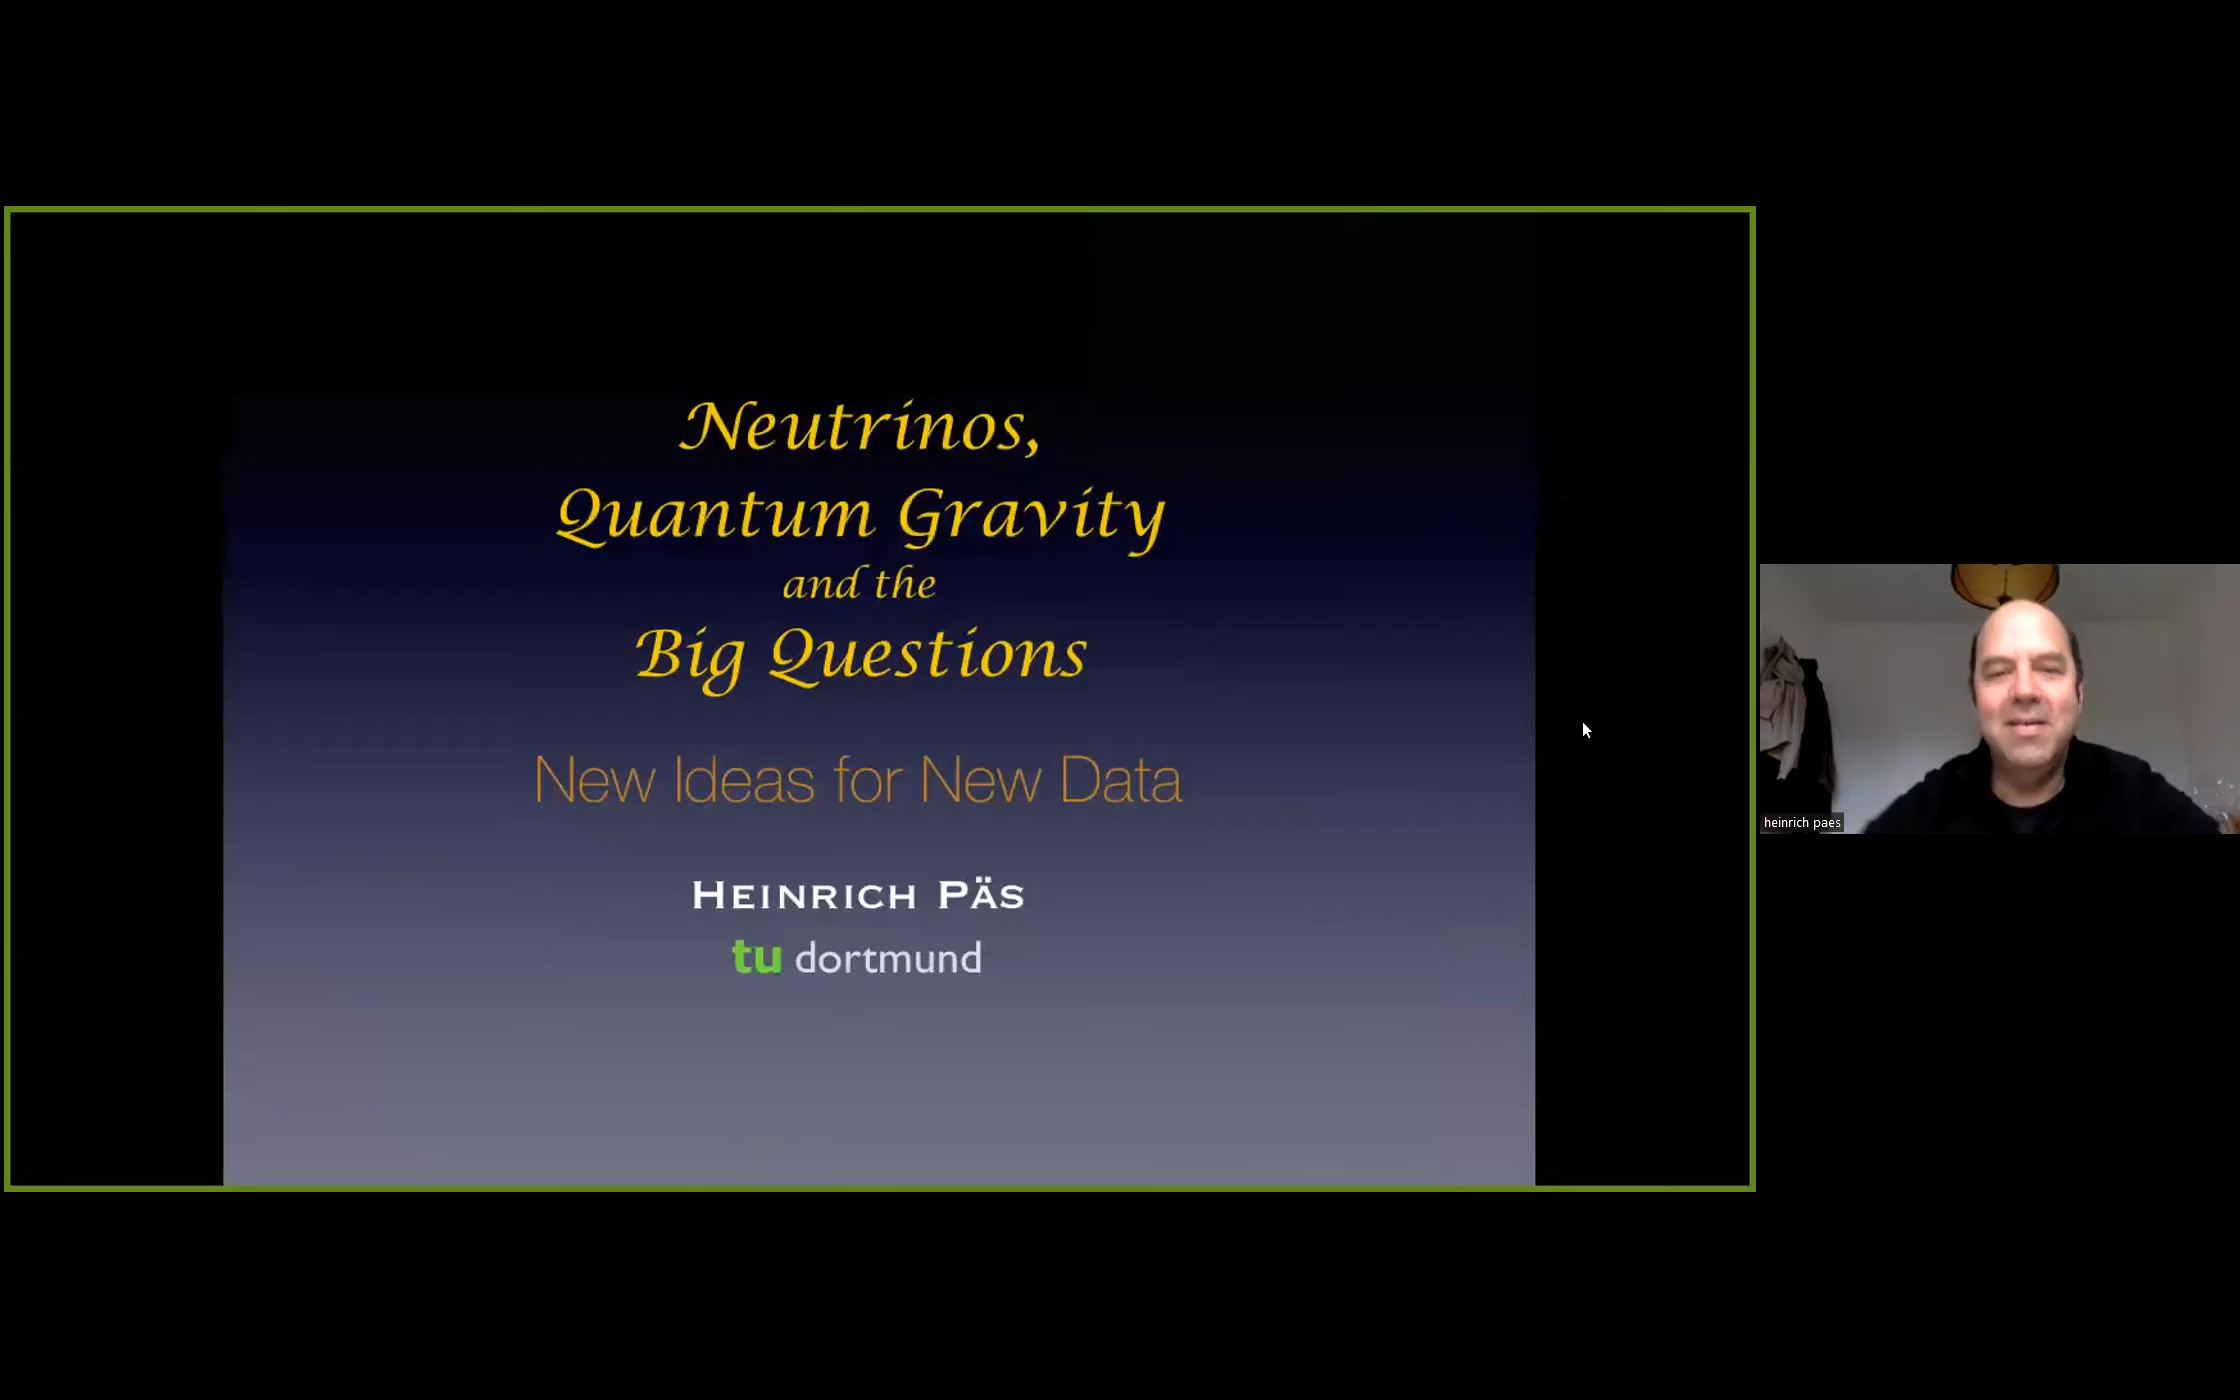 Neutrinos,
Quantum Gravity
and the
Big Questions
New Ideas for New Data
HEINRICH PÄS
tu dortmund
heinrich paes